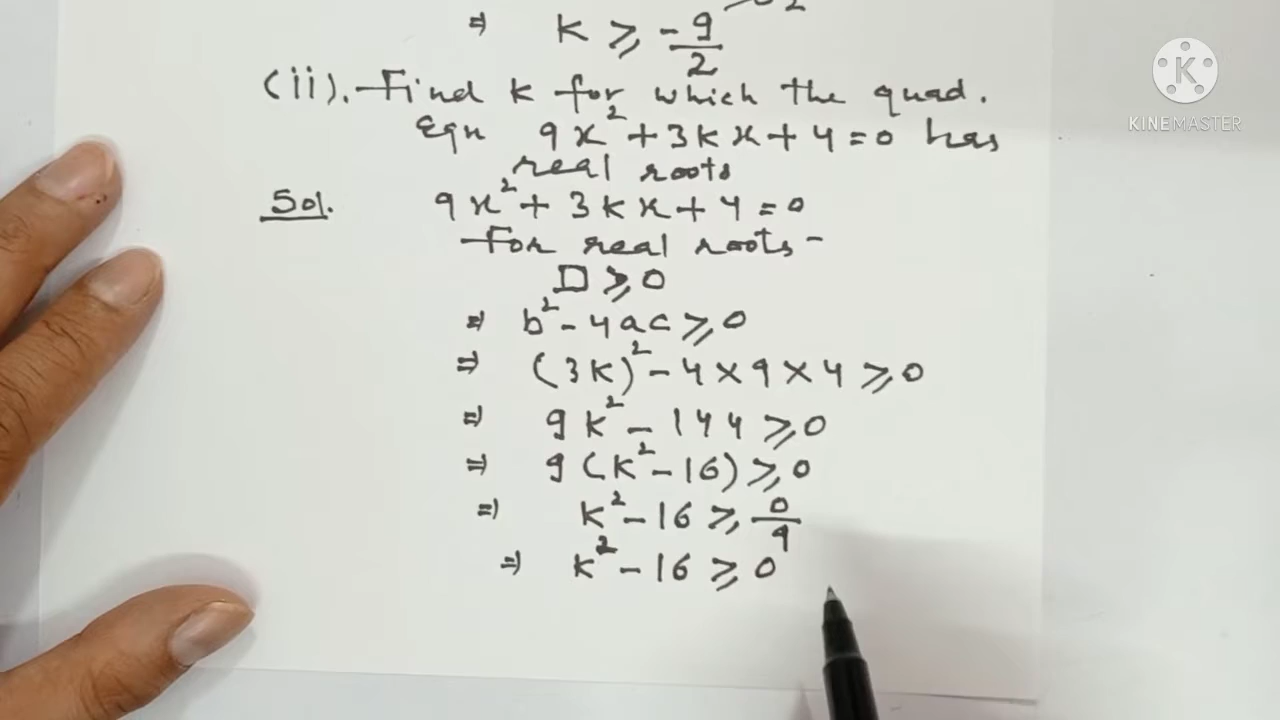 ⇒ K ≥ -9/2
(ii). Find k for which the quad.
Eqn 9x² + 3kx + 4 = 0 has
real roots
Sol. 9x² + 3kx + 4 = 0
For real roots -
D ≥ 0
⇒ b² - 4ac ≥ 0
⇒ (3k)² - 4 × 9 × 4 ≥ 0
⇒ 9k² - 144 ≥ 0
⇒ 9(k² - 16) ≥ 0
⇒ k² - 16 ≥ 0/9
⇒ k² - 16 ≥ 0
K
KINEMASTER